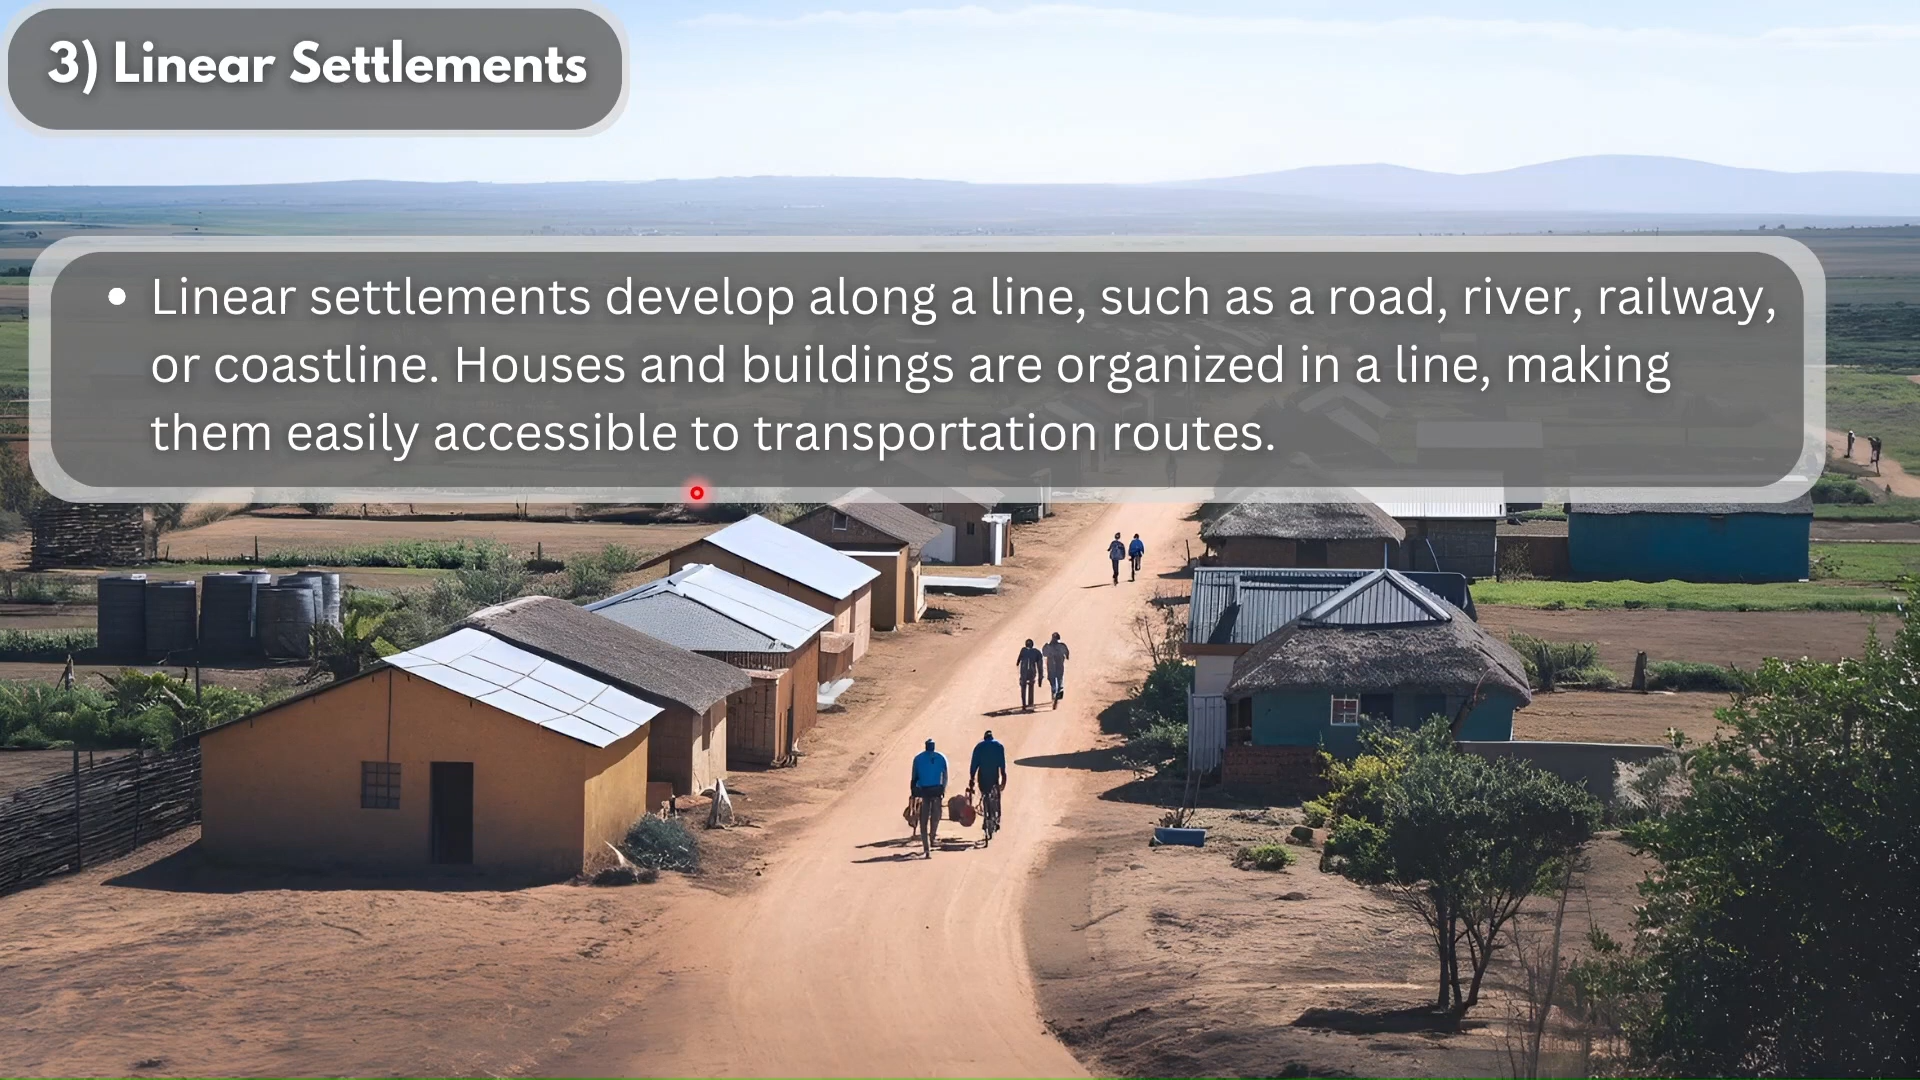 3) Linear Settlements
• Linear settlements develop along a line, such as a road, river, railway,
or coastline. Houses and buildings are organized in a line, making
them easily accessible to transportation routes.